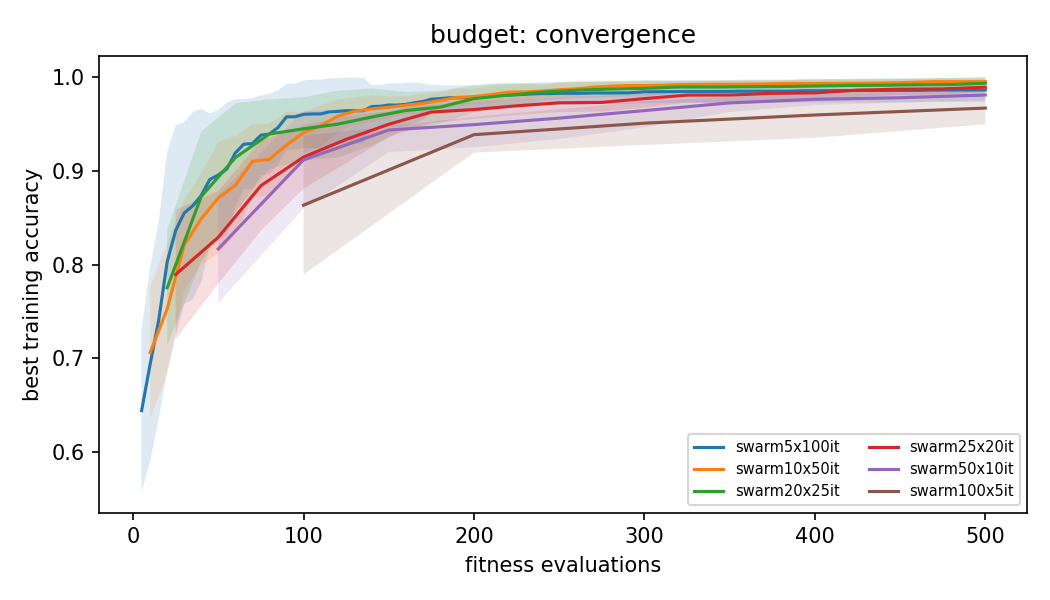 budget: convergence
best training accuracy
1.0
0.9
0.8
0.7
0.6
0
100
200
300
400
500
fitness evaluations
swarm5x100it
swarm10x50it
swarm20x25it
swarm25x20it
swarm50x10it
swarm100x5it